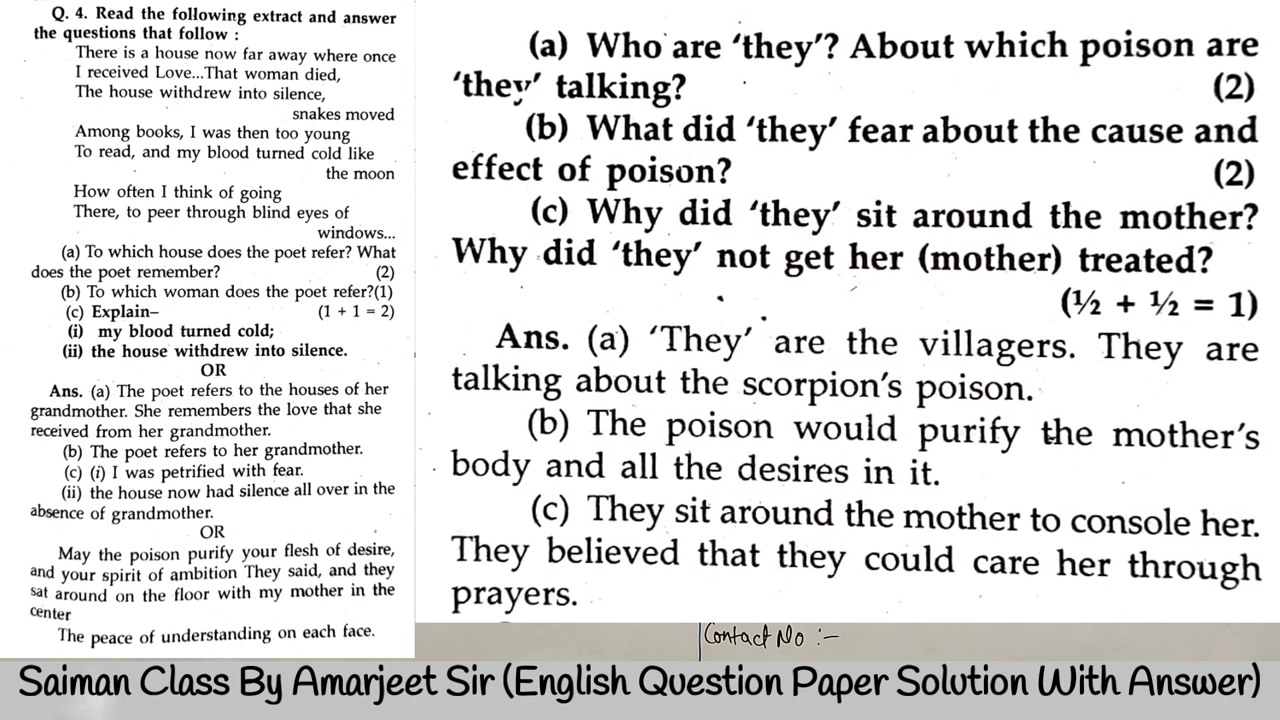 Q. 4. Read the following extract and answer
the questions that follow :
There is a house now far away where once
I received Love...That woman died,
The house withdrew into silence,
snakes moved
Among books, I was then too young
To read, and my blood turned cold like
the moon
How often I think of going
There, to peer through blind eyes of
windows...
(a) To which house does the poet refer? What
does the poet remember? (2)
(b) To which woman does the poet refer?(1)
(c) Explain– (1 + 1 = 2)
(i) my blood turned cold;
(ii) the house withdrew into silence.
OR
Ans. (a) The poet refers to the houses of her
grandmother. She remembers the love that she
received from her grandmother.
(b) The poet refers to her grandmother.
(c) (i) I was petrified with fear.
(ii) the house now had silence all over in the
absence of grandmother.
OR
May the poison purify your flesh of desire,
and your spirit of ambition They said, and they
sat around on the floor with my mother in the
center
The peace of understanding on each face.
(a) Who are ‘they’? About which poison are
‘they’ talking? (2)
(b) What did ‘they’ fear about the cause and
effect of poison? (2)
(c) Why did ‘they’ sit around the mother?
Why did ‘they’ not get her (mother) treated?
(½ + ½ = 1)
Ans. (a) ‘They’ are the villagers. They are
talking about the scorpion’s poison.
(b) The poison would purify the mother’s
body and all the desires in it.
(c) They sit around the mother to console her.
They believed that they could care her through
prayers.
Contact No :–
Saiman Class By Amarjeet Sir (English Question Paper Solution With Answer)